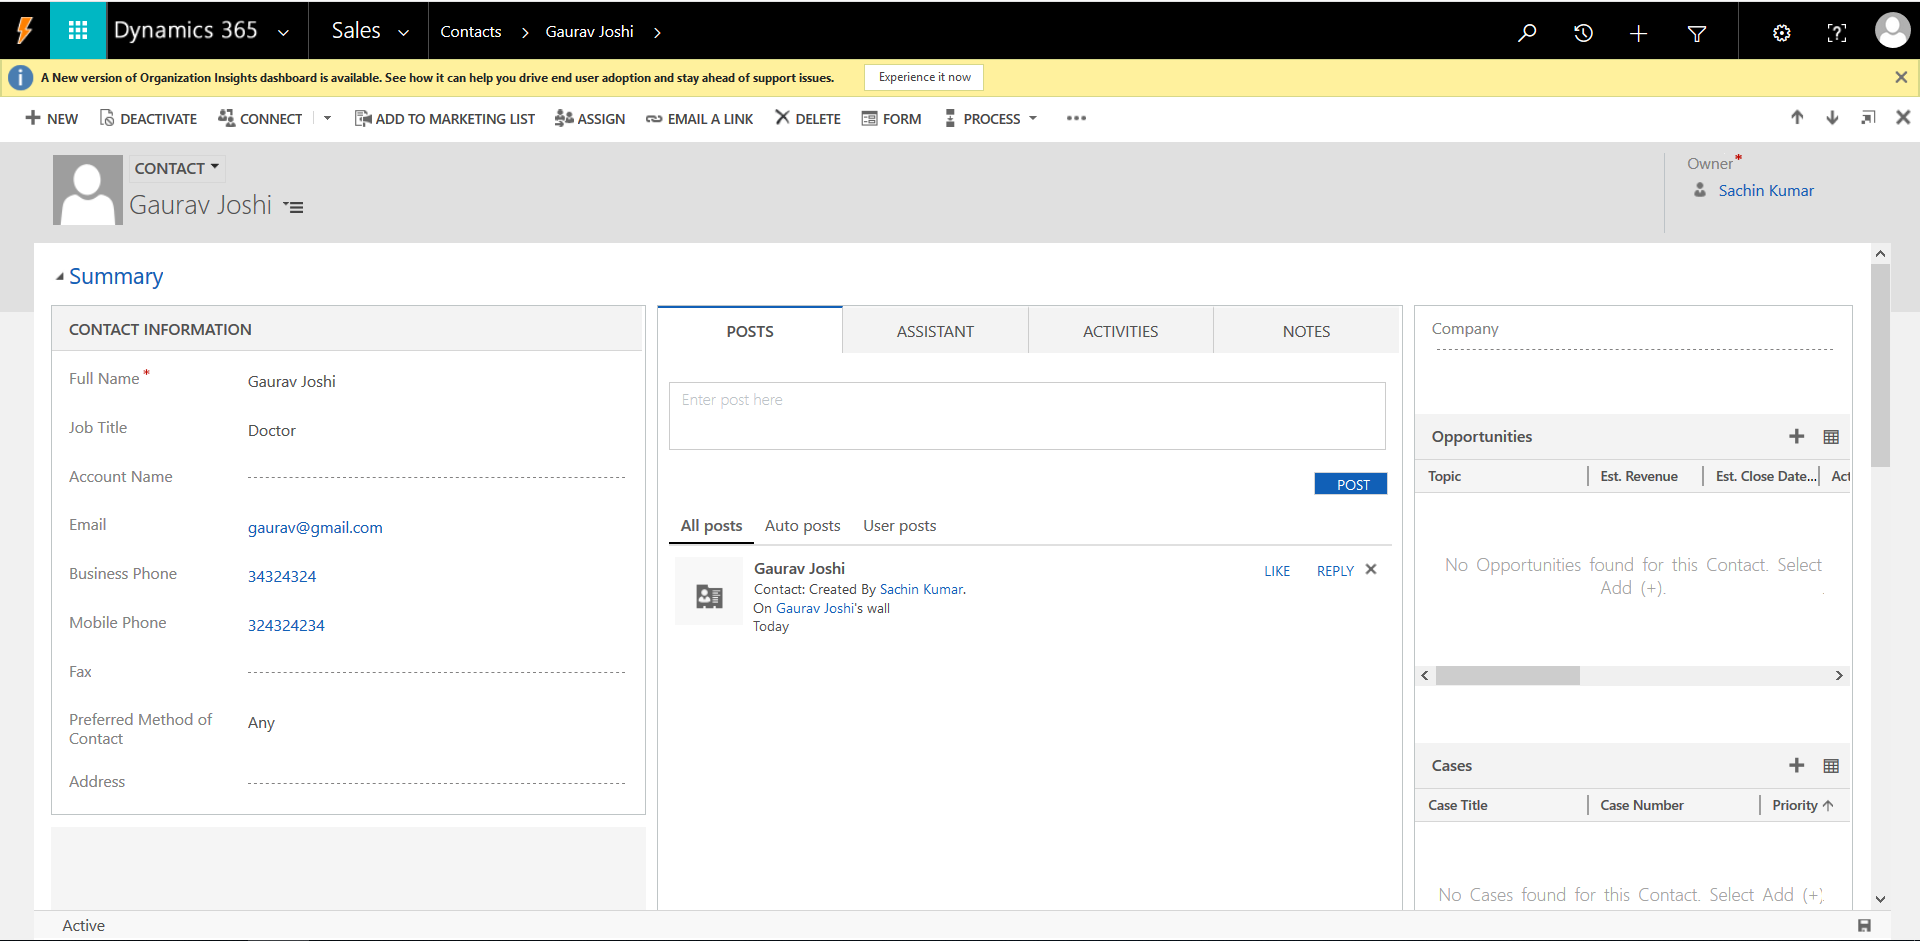 Dynamics 365 Sales Contacts Gaurav Joshi
A New version of Organization Insights dashboard is available. See how it can help you drive end user adoption and stay ahead of support issues. Experience it now
NEW DEACTIVATE CONNECT ADD TO MARKETING LIST ASSIGN EMAIL A LINK DELETE FORM PROCESS
CONTACT
Gaurav Joshi
Owner*
Sachin Kumar
Summary
CONTACT INFORMATION
Full Name* Gaurav Joshi
Job Title Doctor
Account Name
Email gaurav@gmail.com
Business Phone 34324324
Mobile Phone 324324234
Fax
Preferred Method of
Contact
Any
Address
POSTS ASSISTANT ACTIVITIES NOTES
Enter post here
POST
All posts Auto posts User posts
Gaurav Joshi LIKE REPLY
Contact: Created By Sachin Kumar.
On Gaurav Joshi's wall
Today
Company
Opportunities
Topic Est. Revenue Est. Close Date... Act
No Opportunities found for this Contact. Select
Add (+).
Cases
Case Title Case Number Priority
No Cases found for this Contact. Select Add (+).
Active